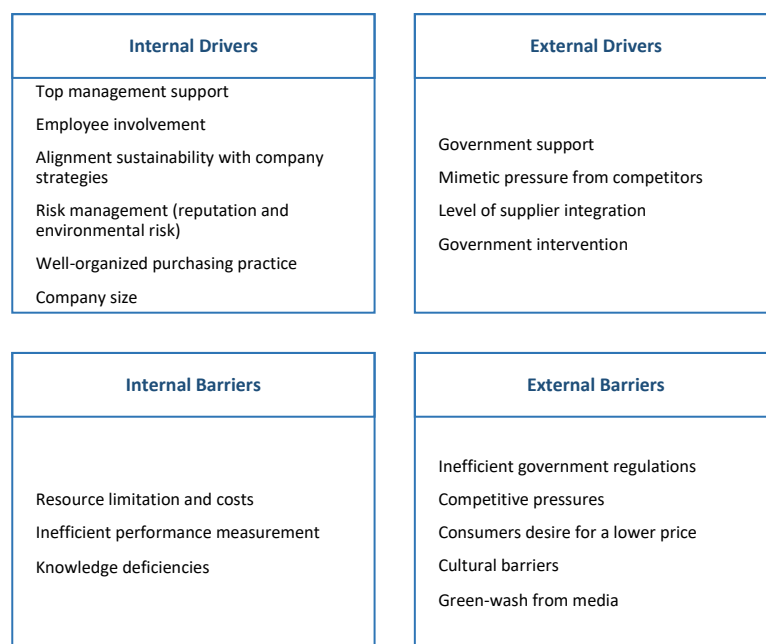 Internal Drivers
Top management support
Employee involvement
Alignment sustainability with company
strategies
Risk management (reputation and
environmental risk)
Well-organized purchasing practice
Company size
External Drivers
Government support
Mimetic pressure from competitors
Level of supplier integration
Government intervention
Internal Barriers
Resource limitation and costs
Inefficient performance measurement
Knowledge deficiencies
External Barriers
Inefficient government regulations
Competitive pressures
Consumers desire for a lower price
Cultural barriers
Green-wash from media